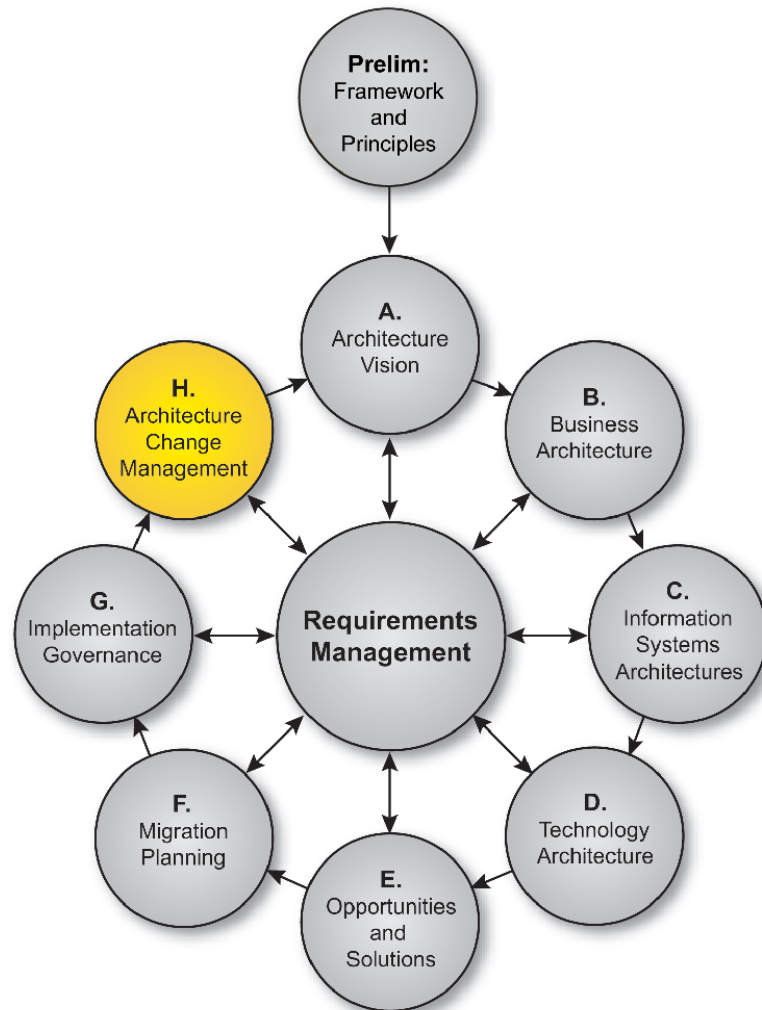 Prelim:
Framework
and
Principles
A.
Architecture
Vision
B.
Business
Architecture
C.
Information
Systems
Architectures
D.
Technology
Architecture
E.
Opportunities
and
Solutions
F.
Migration
Planning
G.
Implementation
Governance
H.
Architecture
Change
Management
Requirements
Management